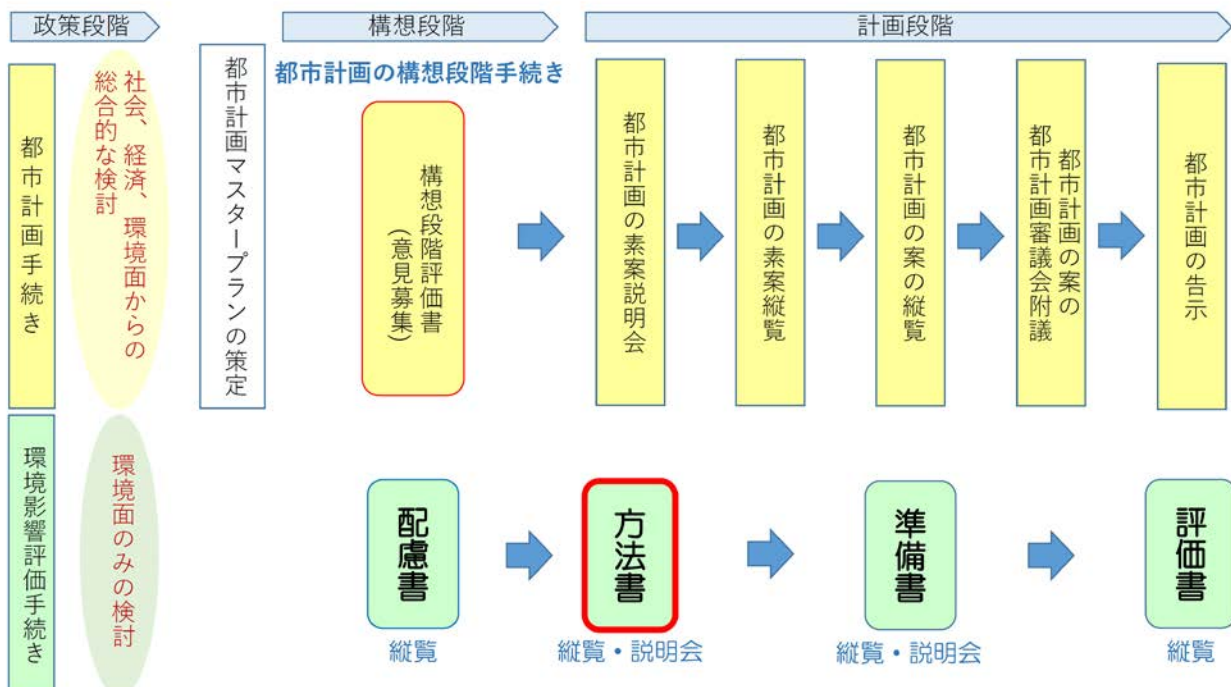 政策段階
構想段階
計画段階
都市計画手続き
社会、経済、環境面からの
総合的な検討
都市計画マスタープランの策定
都市計画の構想段階手続き
構想段階評価書
（意見募集）
都市計画の素案説明会
都市計画の素案縦覧
都市計画の案の縦覧
都市計画の案の
都市計画審議会附議
都市計画の告示
環境影響評価手続き
環境面のみの検討
配慮書
方法書
準備書
評価書
縦覧
縦覧・説明会
縦覧・説明会
縦覧